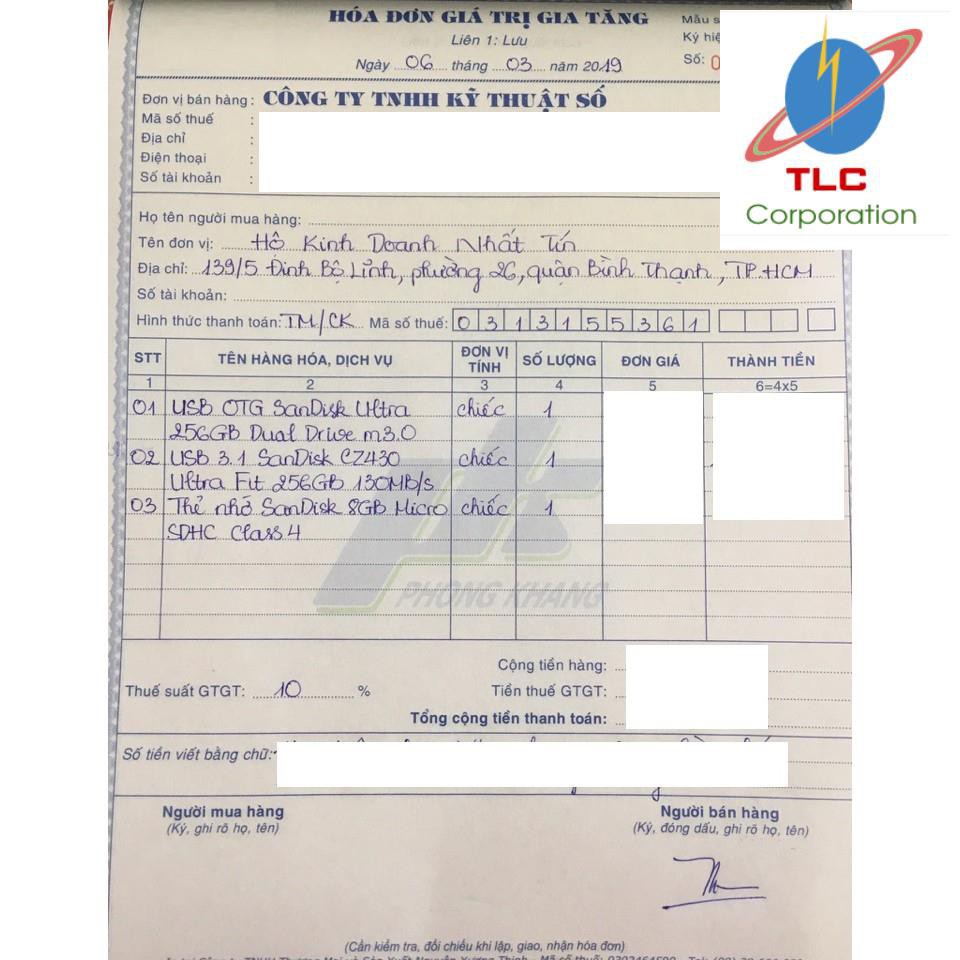 HÓA ĐƠN GIÁ TRỊ GIA TĂNG
Liên 1: Lưu
Ngày 06 tháng 03 năm 2019
Mẫu s
Ký hiệ
Số: 0
TLC
Corporation
Đơn vị bán hàng: CÔNG TY TNHH KỸ THUẬT SỐ
Mã số thuế :
Địa chỉ :
Điện thoại :
Số tài khoản :
Họ tên người mua hàng:
Tên đơn vị: Hộ Kinh Doanh Nhất Tín
Địa chỉ: 139/5 Đinh Bộ Lĩnh, phường 26, quận Bình Thạnh, TP.HCM
Số tài khoản:
Hình thức thanh toán: TM/CK Mã số thuế: 0313155361
STT TÊN HÀNG HÓA, DỊCH VỤ ĐƠN VỊ TÍNH SỐ LƯỢNG ĐƠN GIÁ THÀNH TIỀN
1 2 3 4 5 6=4x5
01 USB OTG SanDisk Ultra chiếc 1
256GB Dual Drive m3.0
02 USB 3.1 SanDisk CZ430 chiếc 1
Ultra Fit 256GB 130MB/s
03 Thẻ nhớ SanDisk 8GB Micro chiếc 1
SDHC Class 4
PHONG KHANG
Cộng tiền hàng:
Thuế suất GTGT: 10 % Tiền thuế GTGT:
Tổng cộng tiền thanh toán:
Số tiền viết bằng chữ:
Người mua hàng Người bán hàng
(Ký, ghi rõ họ, tên) (Ký, đóng dấu, ghi rõ họ, tên)
(Cần kiểm tra, đối chiếu khi lập, giao, nhận hóa đơn)